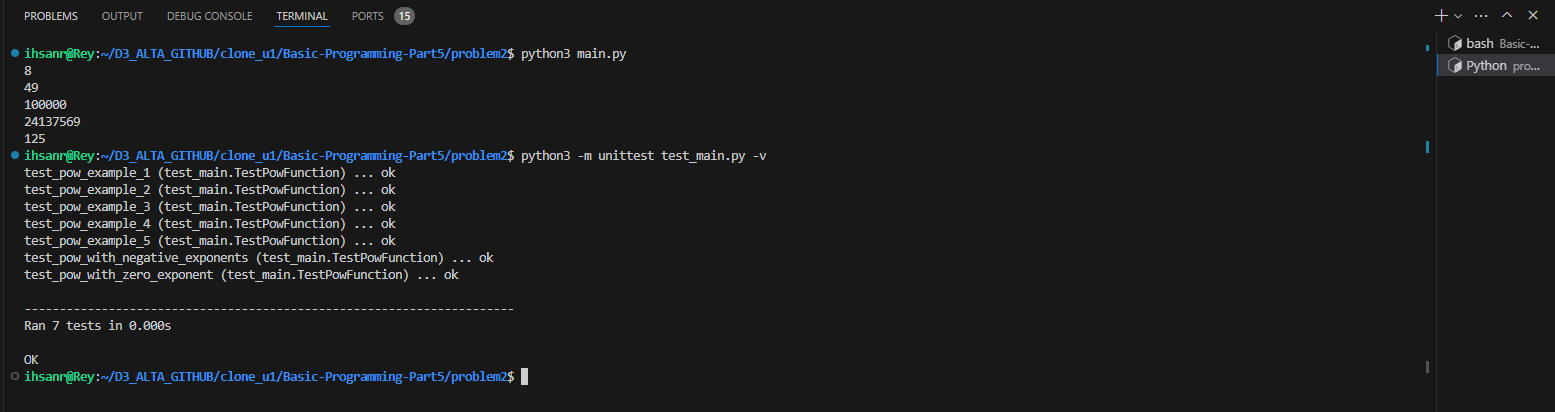 PROBLEMS OUTPUT DEBUG CONSOLE TERMINAL PORTS 15
ihsanr@Rey:~/D3_ALTA_GITHUB/clone_u1/Basic-Programming-Part5/problem2$ python3 main.py
8
49
100000
24137569
125
ihsanr@Rey:~/D3_ALTA_GITHUB/clone_u1/Basic-Programming-Part5/problem2$ python3 -m unittest test_main.py -v
test_pow_example_1 (test_main.TestPowFunction) ... ok
test_pow_example_2 (test_main.TestPowFunction) ... ok
test_pow_example_3 (test_main.TestPowFunction) ... ok
test_pow_example_4 (test_main.TestPowFunction) ... ok
test_pow_example_5 (test_main.TestPowFunction) ... ok
test_pow_with_negative_exponents (test_main.TestPowFunction) ... ok
test_pow_with_zero_exponent (test_main.TestPowFunction) ... ok
----------------------------------------------------------------------
Ran 7 tests in 0.000s
OK
ihsanr@Rey:~/D3_ALTA_GITHUB/clone_u1/Basic-Programming-Part5/problem2$
bash Basic-...
Python pro...